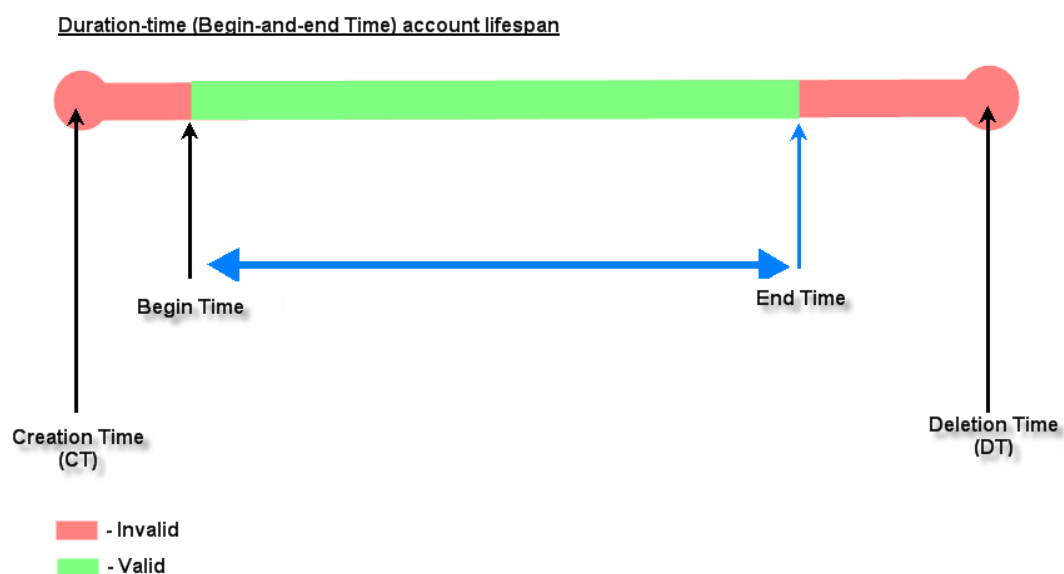 Duration-time (Begin-and-end Time) account lifespan
Begin Time
End Time
Creation Time
(CT)
Deletion Time
(DT)
- Invalid
- Valid